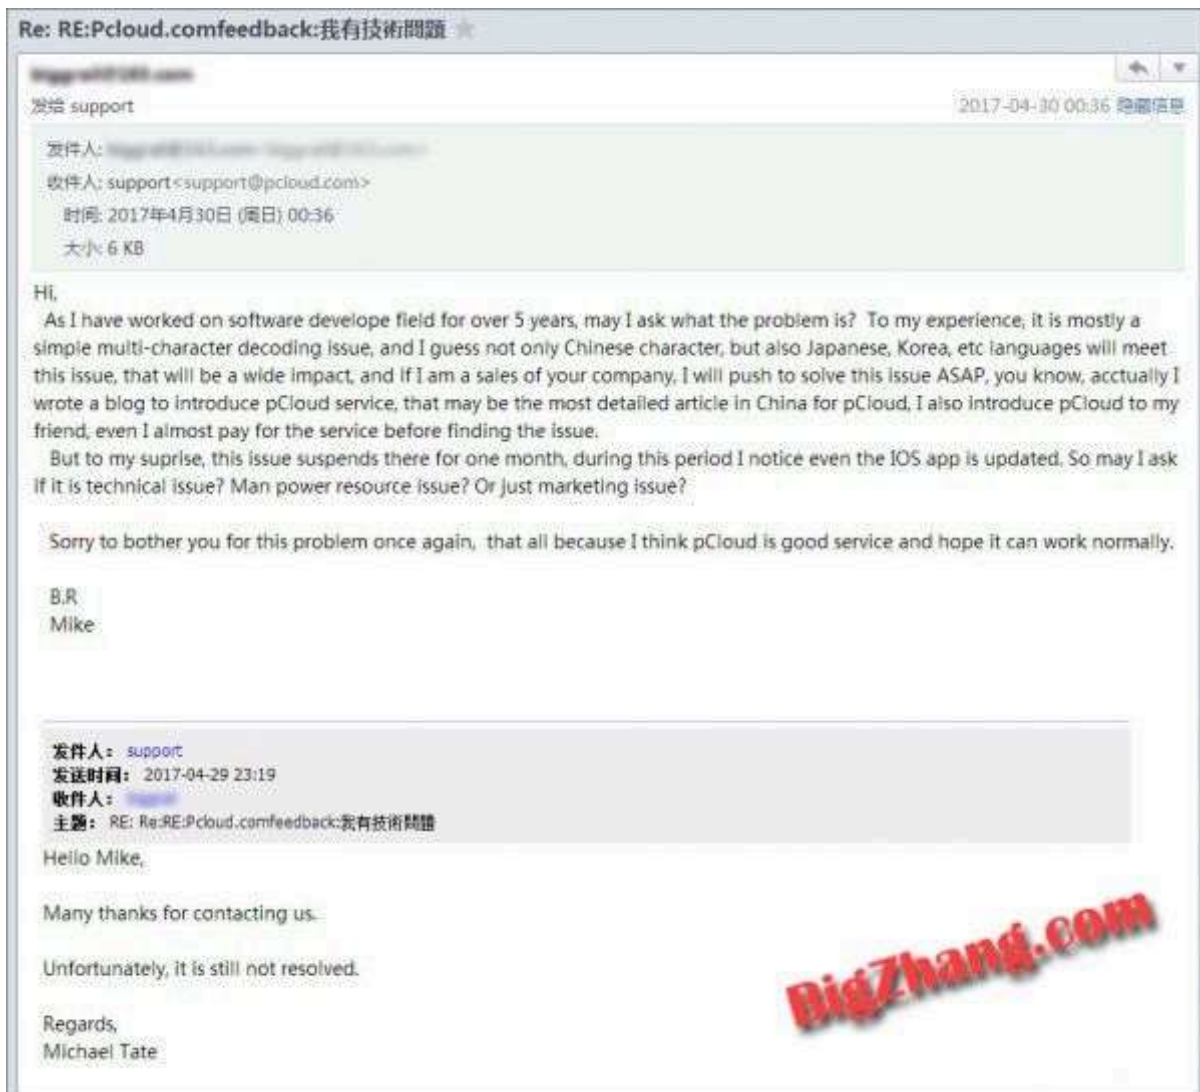 Re: RE:Pcloud.comfeedback:我有技術問題
发给 support
2017-04-30 00:36 隐藏信息
发件人:
收件人: support<support@pcloud.com>
时间: 2017年4月30日 (周日) 00:36
大小: 6 KB
Hi,
As I have worked on software develope field for over 5 years, may I ask what the problem is? To my experience, it is mostly a
simple multi-character decoding issue, and I guess not only Chinese character, but also Japanese, Korea, etc languages will meet
this issue, that will be a wide impact, and if I am a sales of your company, I will push to solve this issue ASAP, you know, acctually I
wrote a blog to introduce pCloud service, that may be the most detailed article in China for pCloud, I also introduce pCloud to my
friend, even I almost pay for the service before finding the issue.
But to my suprise, this issue suspends there for one month, during this period I notice even the IOS app is updated. So may I ask
if it is technical issue? Man power resource issue? Or just marketing issue?
Sorry to bother you for this problem once again, that all because I think pCloud is good service and hope it can work normally.
B.R
Mike
发件人: support
发送时间: 2017-04-29 23:19
收件人:
主题: RE: Re:RE:Pcloud.comfeedback:我有技術問題
Hello Mike,
Many thanks for contacting us.
Unfortunately, it is still not resolved.
Regards,
Michael Tate
BigZhang.com